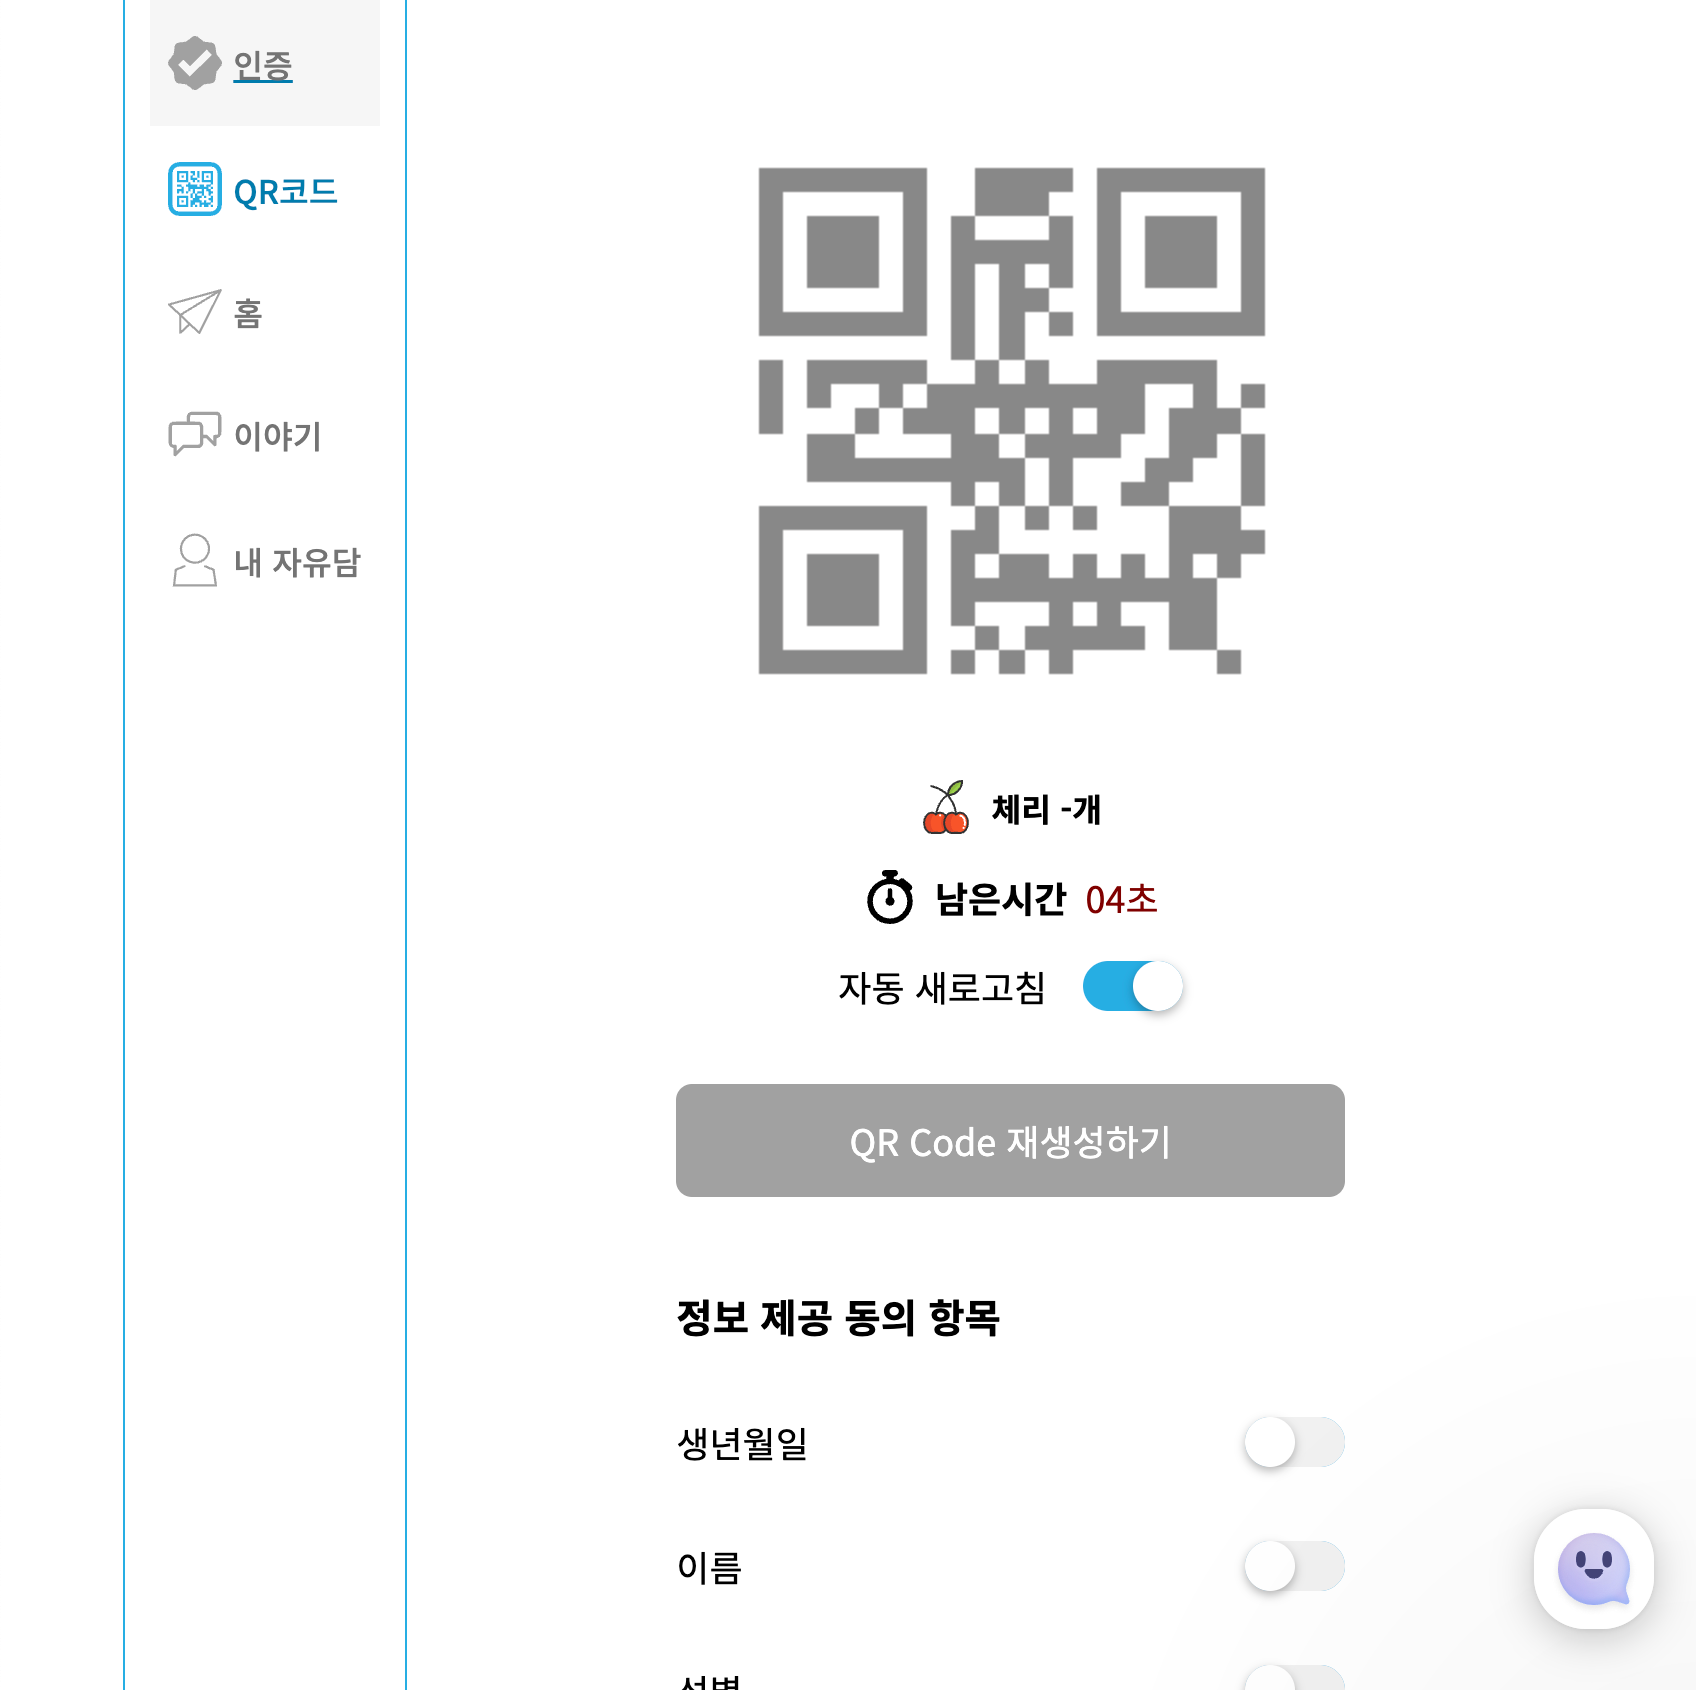 인증
QR코드
홈
이야기
내 자유담
체리 -개
남은시간 04초
자동 새로고침
QR Code 재생성하기
정보 제공 동의 항목
생년월일
이름